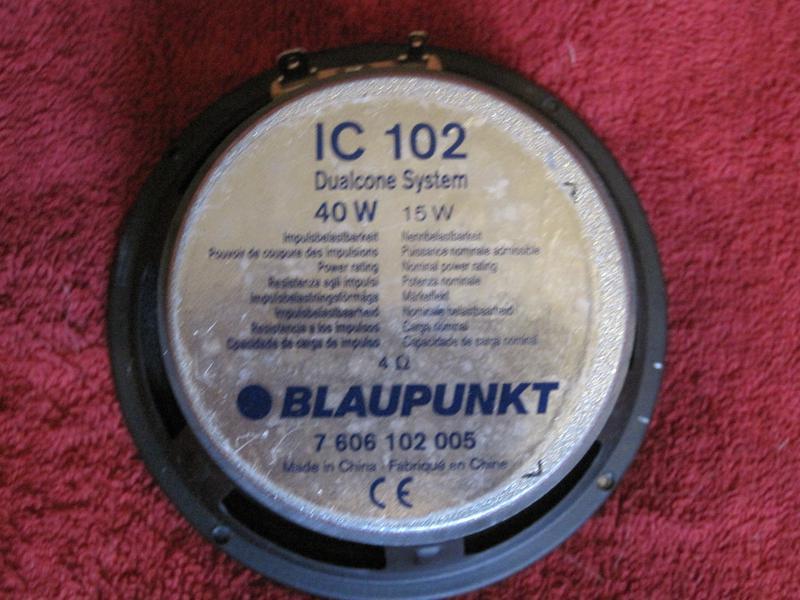 IC 102
Dualcone System
40 W 15 W
Impulsbelastbarkeit Nennbelastbarkeit
Pouvoir de coupure des impulsions Puissance nominale admissible
Power rating Nominal power rating
Resistenza agli impulsi Potenza nominale
Impulsbelastningsförmåga Märkeffekt
Impulsbelastbaarheid Nominale belastbaarheid
Resistencia a los impulsos Carga nominal
Capacidade de carga de impulso Capacidade de carga nominal
4 Ω
BLAUPUNKT
7 606 102 005
Made in China · Fabriqué en Chine
CE